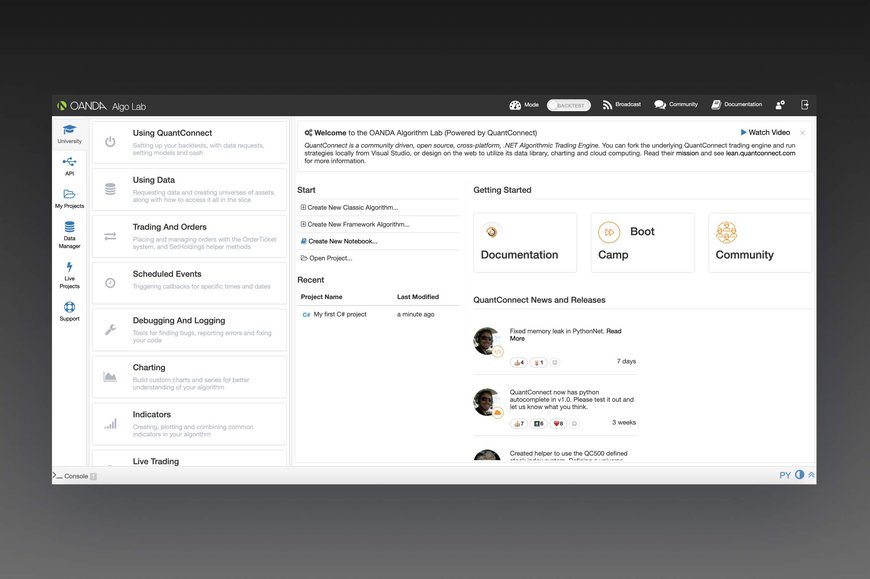 OANDA Algo Lab
Mode
BACKTEST
Broadcast
Community
Documentation
University
API
My Projects
Data
Manager
Live
Projects
Support
Using QuantConnect
Setting up your backtests, with data requests,
setting models and cash
Using Data
Requesting data and creating universes of assets,
along with how to access it all in the slice
Trading And Orders
Placing and managing orders with the OrderTicket
system, and SetHoldings helper methods
Scheduled Events
Triggering callbacks for specific times and dates
Debugging And Logging
Tools for finding bugs, reporting errors and fixing
your code
Charting
Build custom charts and series for better
understanding of your algorithm
Indicators
Creating, plotting and combining common
indicators in your algorithm
Live Trading
Welcome to the OANDA Algorithm Lab (Powered by QuantConnect)
Watch Video
QuantConnect is a community driven, open source, cross-platform, .NET Algorithmic Trading Engine. You can fork the underlying QuantConnect trading engine and run
strategies locally from Visual Studio, or design on the web to utilize its data library, charting and cloud computing. Read their mission and see lean.quantconnect.com
for more information.
Start
Create New Classic Algorithm...
Create New Framework Algorithm...
Create New Notebook...
Open Project...
Recent
Project Name Last Modified
C# My first C# project a minute ago
Getting Started
Documentation
Boot
Camp
Community
QuantConnect News and Releases
Fixed memory leak in PythonNet. Read
More
4 1
7 days
QuantConnect now has python
autocomplete in v1.0. Please test it out and
let us know what you think.
7 6 8
3 weeks
Created helper to use the QC500 defined
>_ Console
PY